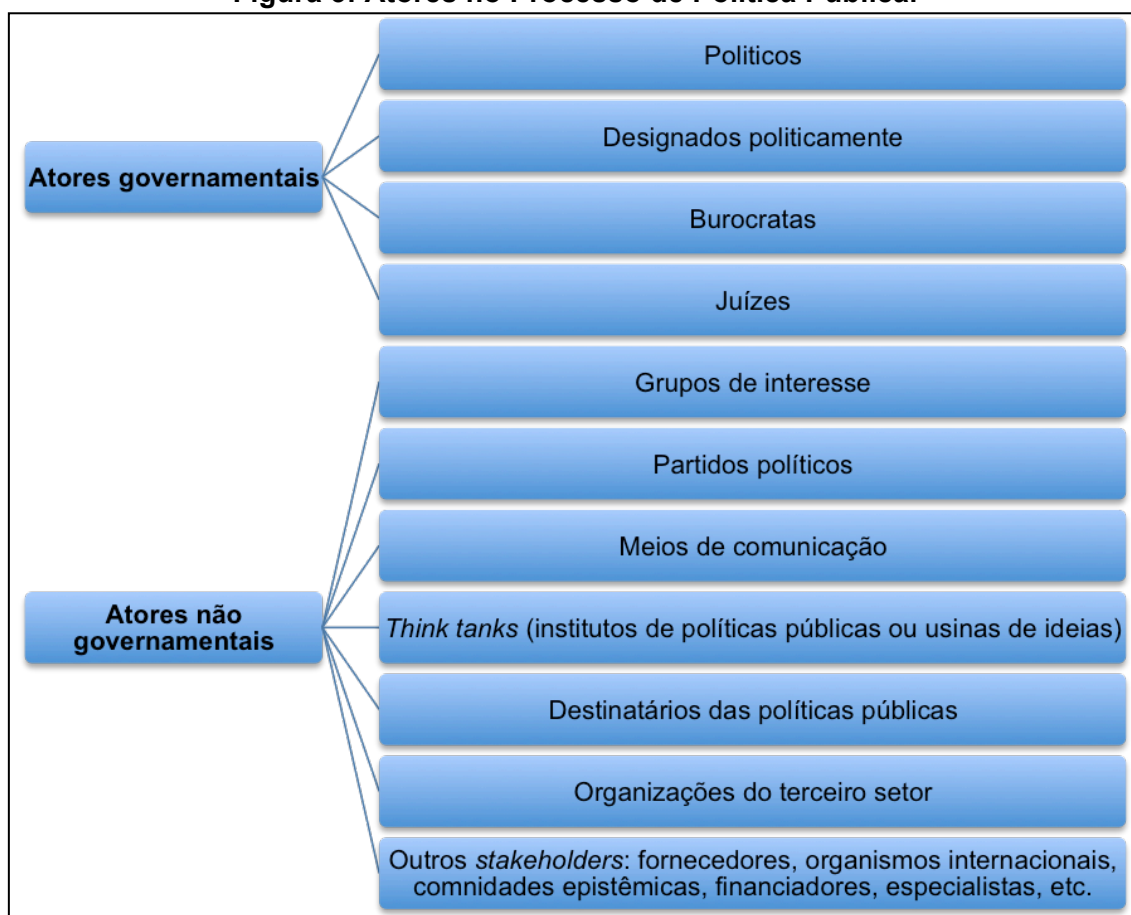 Politicos
Designados politicamente
Atores governamentais
Burocratas
Juízes
Grupos de interesse
Partidos políticos
Meios de comunicação
Atores não
governamentais
Think tanks (institutos de políticas públicas ou usinas de ideias)
Destinatários das políticas públicas
Organizações do terceiro setor
Outros stakeholders: fornecedores, organismos internacionais,
comnidades epistêmicas, financiadores, especialistas, etc.